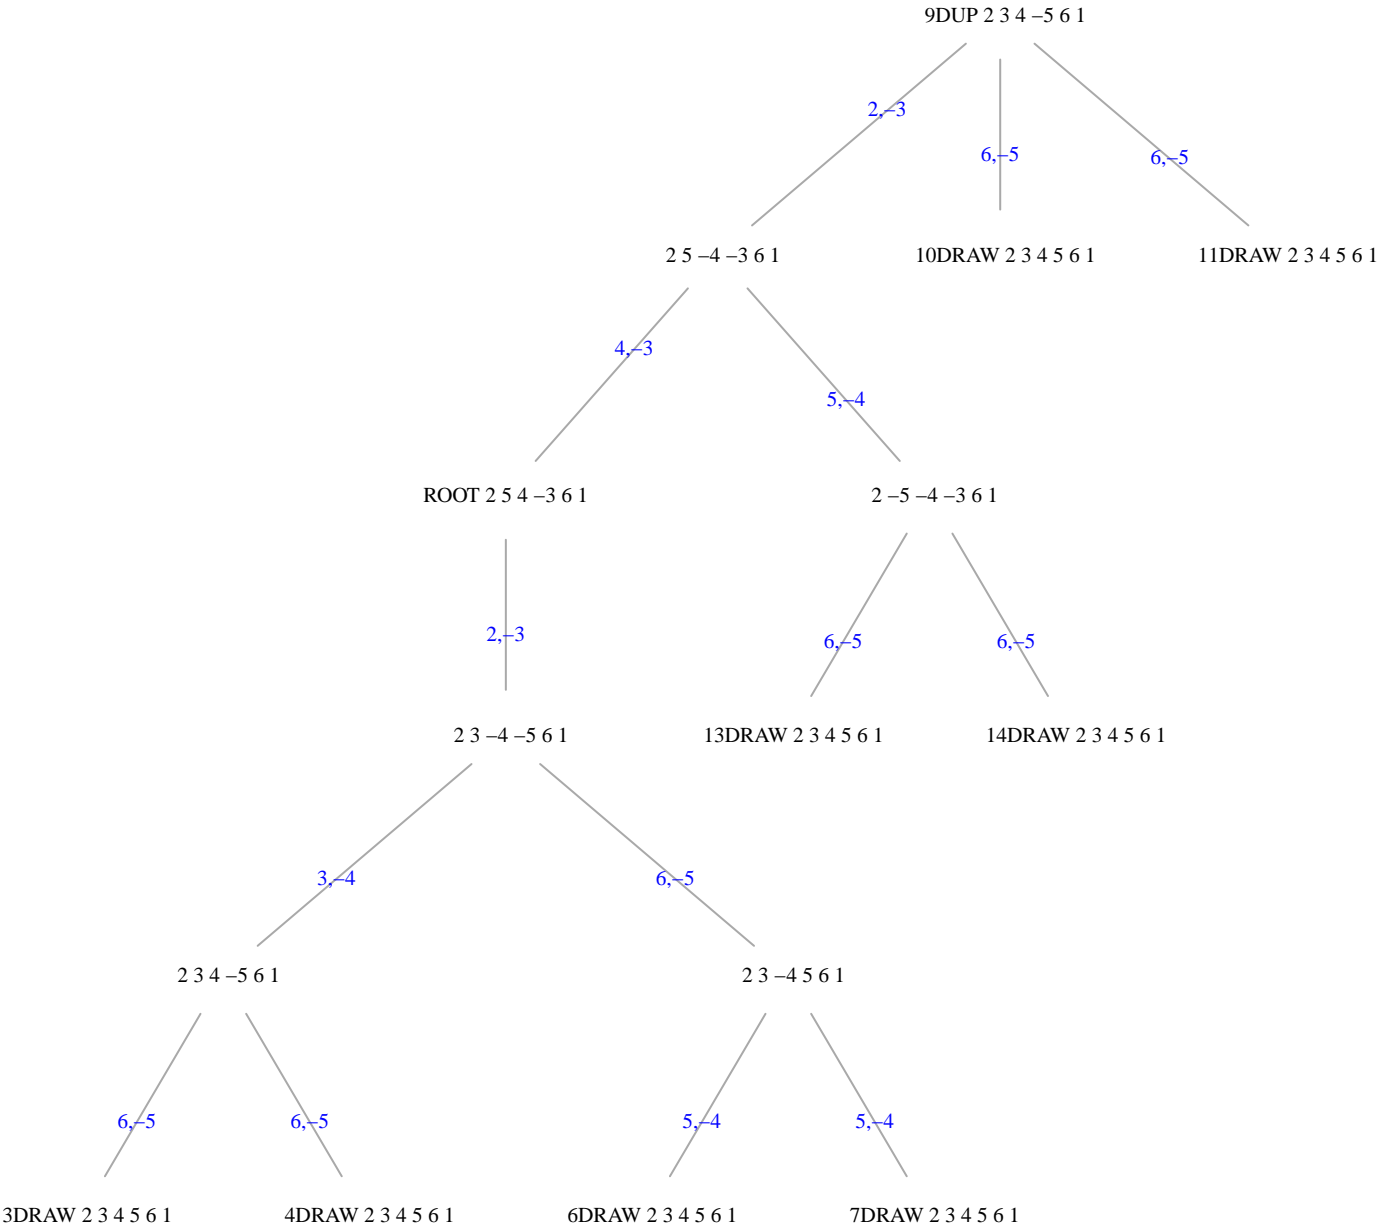 9DUP 2 3 4 –5 6 1
2,–3
6,–5
6,–5
2 5 –4 –3 6 1
10DRAW 2 3 4 5 6 1
11DRAW 2 3 4 5 6 1
4,–3
5,–4
ROOT 2 5 4 –3 6 1
2 –5 –4 –3 6 1
2,–3
6,–5
6,–5
2 3 –4 –5 6 1
13DRAW 2 3 4 5 6 1
14DRAW 2 3 4 5 6 1
3,–4
6,–5
2 3 4 –5 6 1
2 3 –4 5 6 1
6,–5
6,–5
5,–4
5,–4
3DRAW 2 3 4 5 6 1
4DRAW 2 3 4 5 6 1
6DRAW 2 3 4 5 6 1
7DRAW 2 3 4 5 6 1